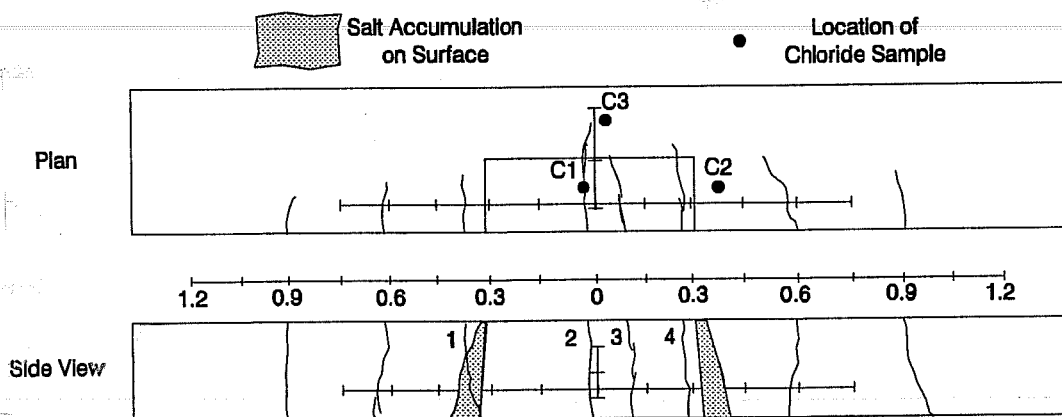 Salt Accumulation
on Surface
Location of
Chloride Sample
Plan
C3
C1
C2
1.2 0.9 0.6 0.3 0 0.3 0.6 0.9 1.2
Side View
1 2 3 4